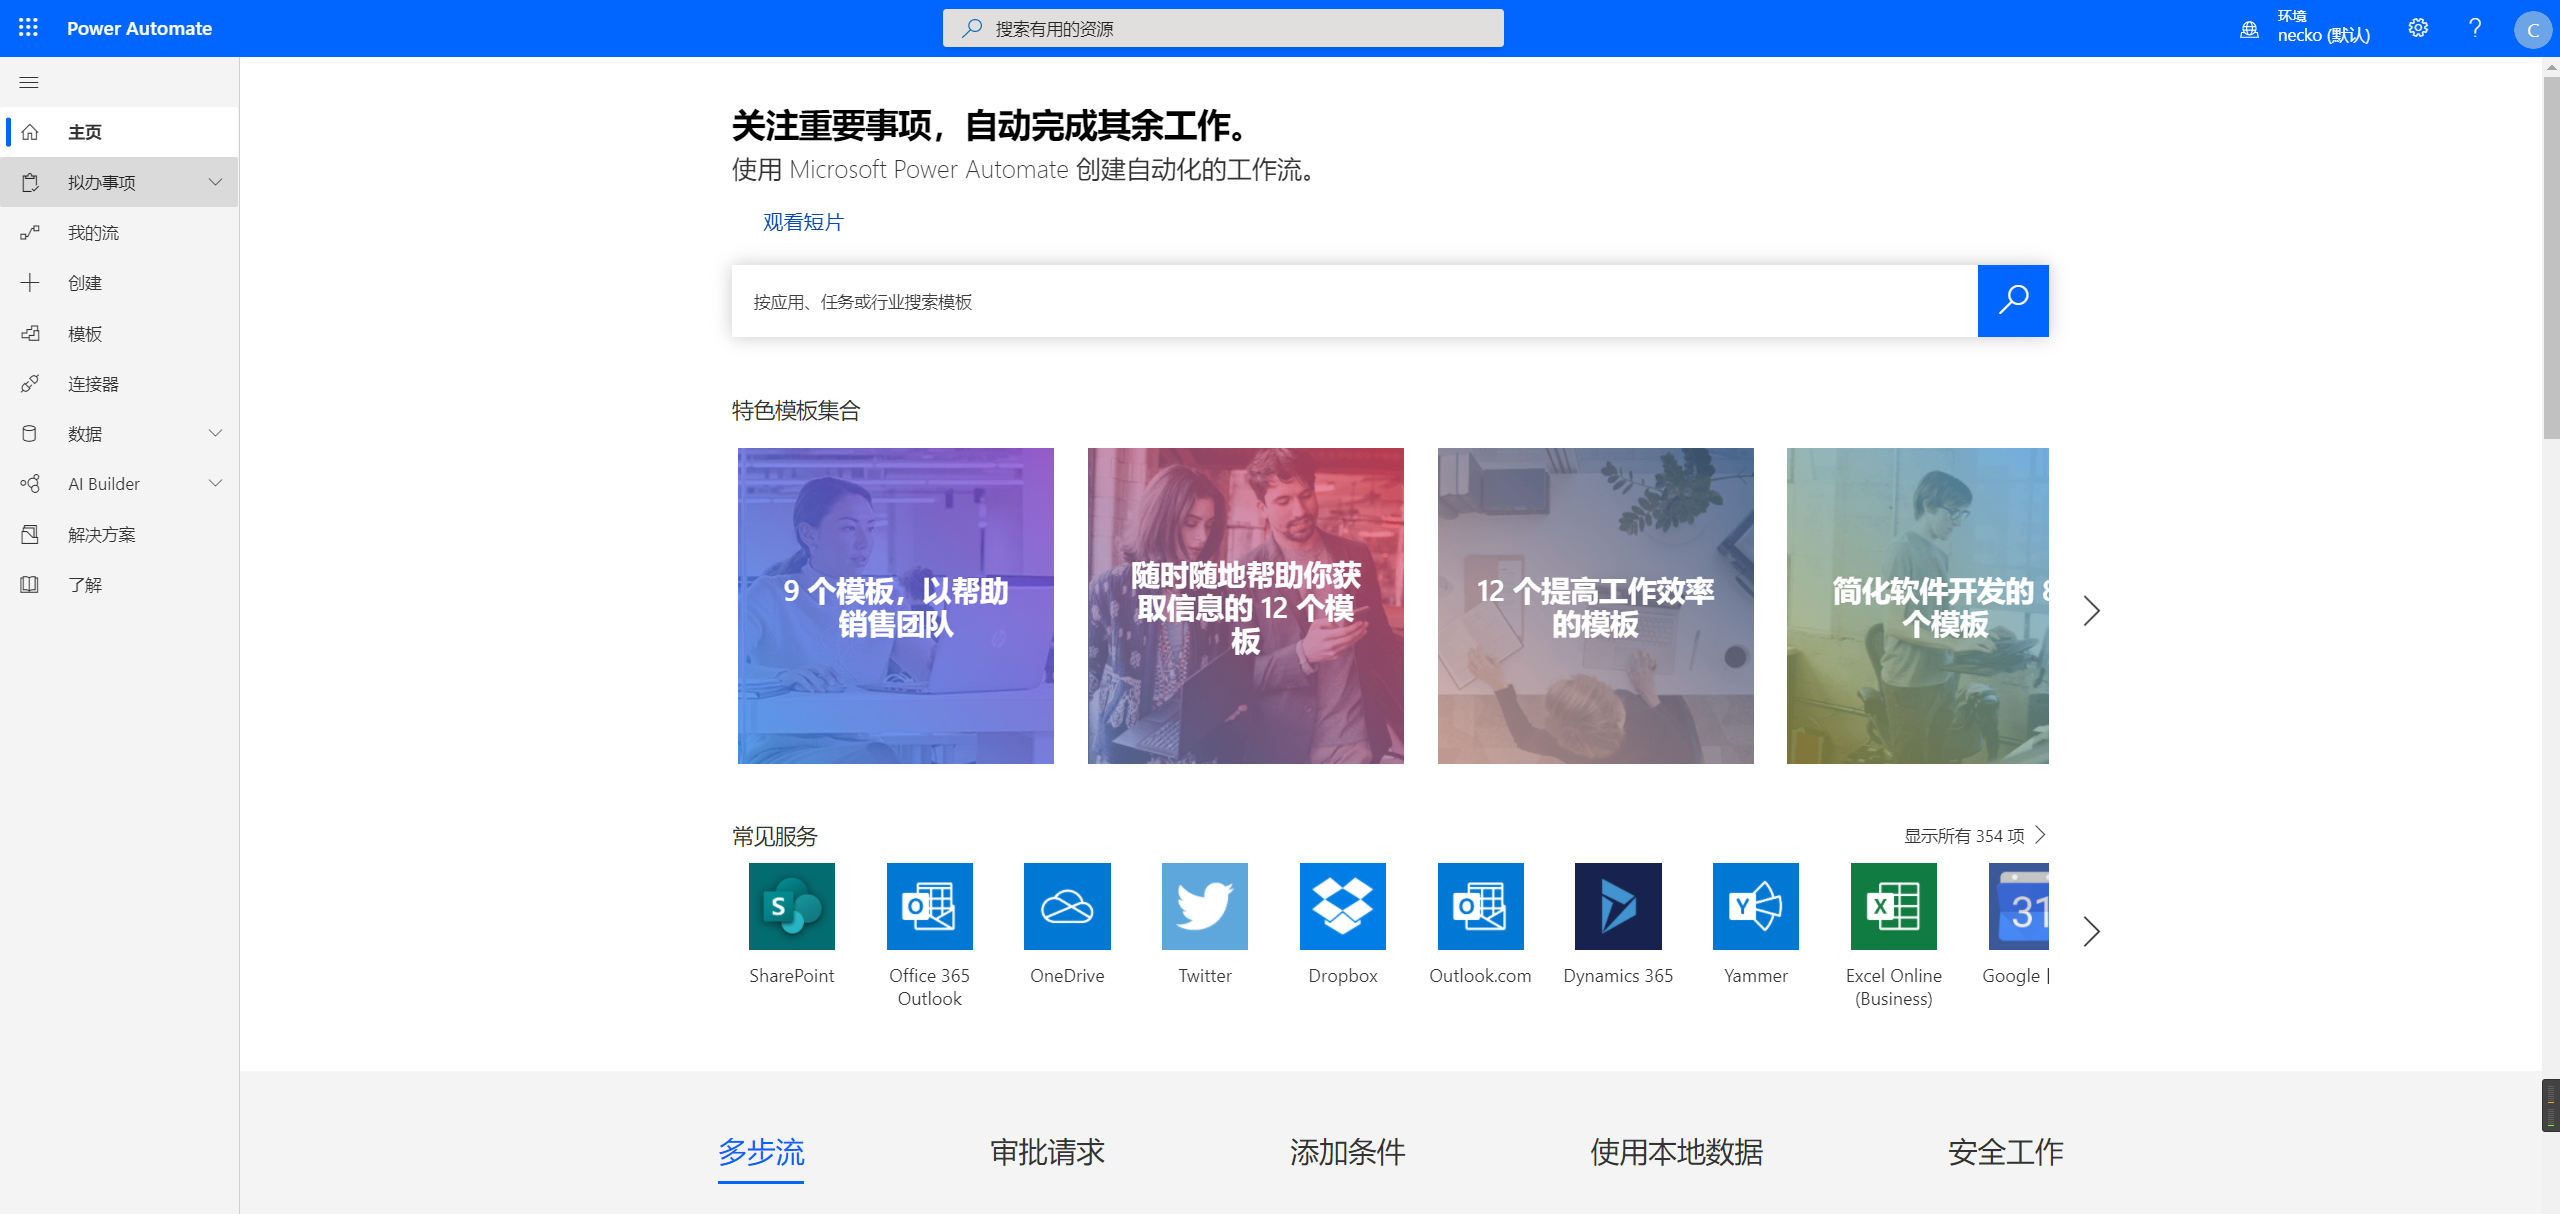 Power Automate
搜索有用的资源
环境
necko (默认)
C
主页
拟办事项
我的流
创建
模板
连接器
数据
AI Builder
解决方案
了解
关注重要事项，自动完成其余工作。
使用 Microsoft Power Automate 创建自动化的工作流。
观看短片
按应用、任务或行业搜索模板
特色模板集合
9 个模板，以帮助
销售团队
随时随地帮助你获
取信息的 12 个模
板
12 个提高工作效率
的模板
简化软件开发的 8
个模板
常见服务
显示所有 354 项
SharePoint
Office 365
Outlook
OneDrive
Twitter
Dropbox
Outlook.com
Dynamics 365
Yammer
Excel Online
(Business)
31
Google
多步流
审批请求
添加条件
使用本地数据
安全工作